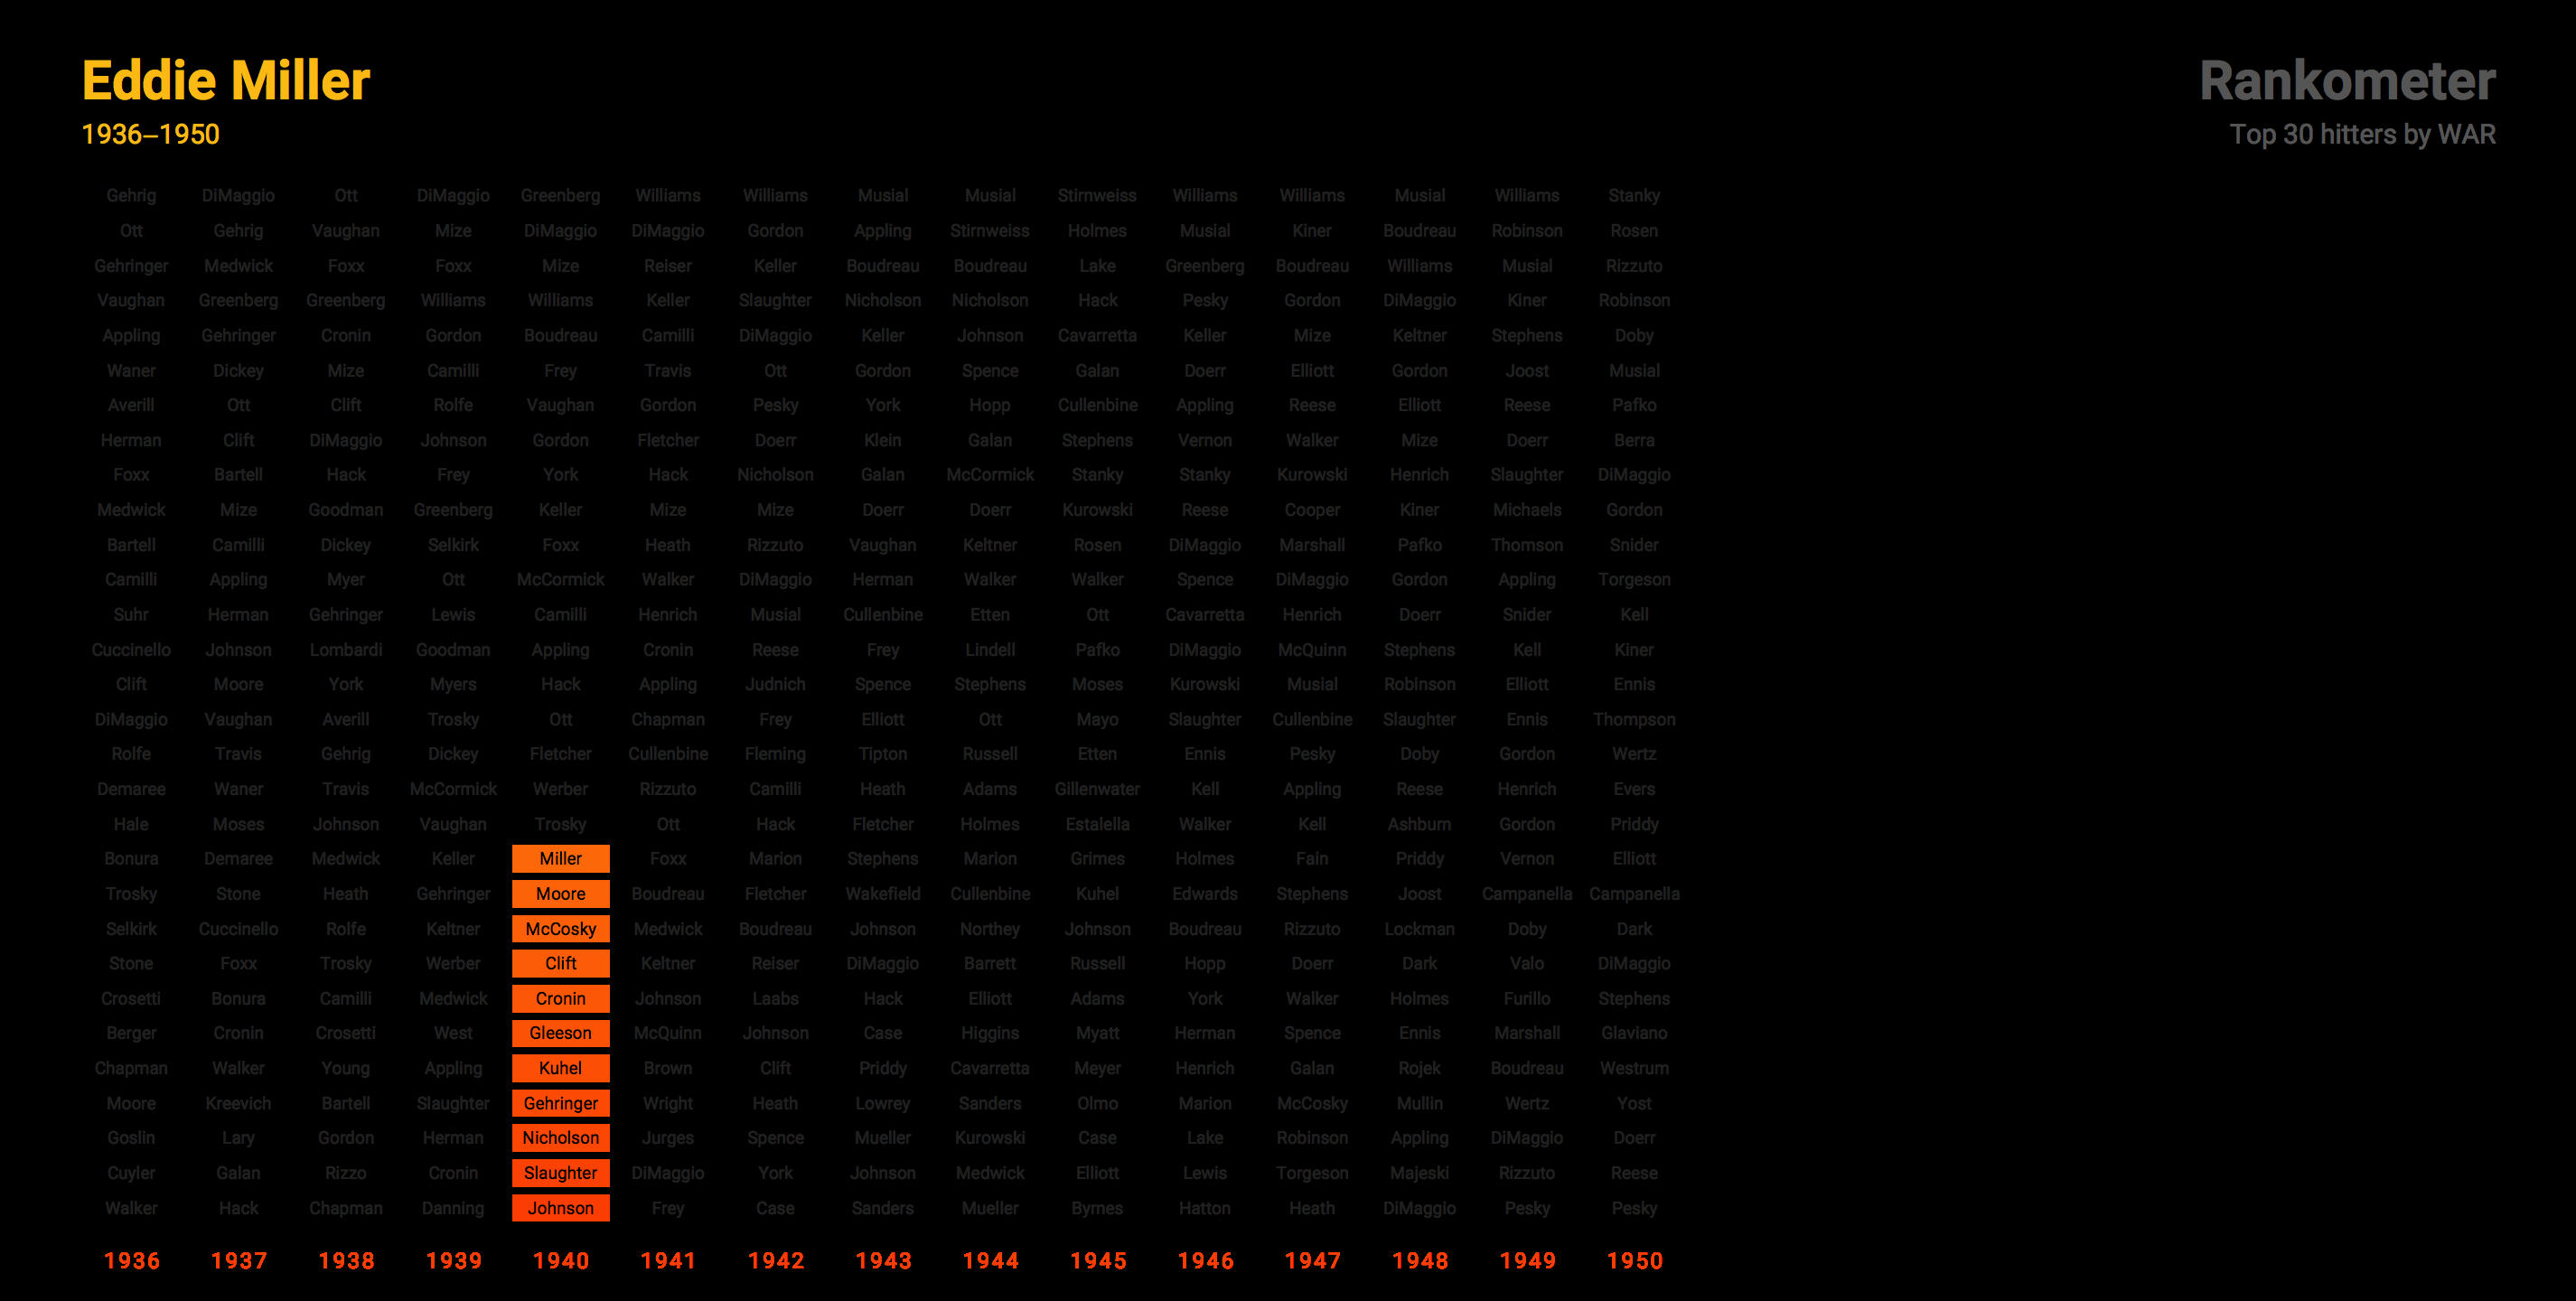 Eddie Miller
1936–1950
Rankometer
Top 30 hitters by WAR
Gehrig DiMaggio Ott DiMaggio Greenberg Williams Williams Musial Musial Stirnweiss Williams Williams Musial Williams Stanky
Ott Gehrig Vaughan Mize DiMaggio DiMaggio Gordon Appling Stirnweiss Holmes Musial Kiner Boudreau Robinson Rosen
Gehringer Medwick Foxx Foxx Mize Reiser Keller Boudreau Boudreau Lake Greenberg Boudreau Williams Musial Rizzuto
Vaughan Greenberg Greenberg Williams Williams Keller Slaughter Nicholson Nicholson Hack Pesky Gordon DiMaggio Kiner Robinson
Appling Gehringer Cronin Gordon Boudreau Camilli DiMaggio Keller Johnson Cavarretta Keller Mize Keltner Stephens Doby
Waner Dickey Mize Camilli Frey Travis Ott Gordon Spence Galan Doerr Elliott Gordon Joost Musial
Averill Ott Clift Rolfe Vaughan Gordon Pesky York Hopp Cullenbine Appling Reese Elliott Reese Pafko
Herman Clift DiMaggio Johnson Gordon Fletcher Doerr Klein Galan Stephens Vernon Walker Mize Doerr Berra
Foxx Bartell Hack Frey York Hack Nicholson Galan McCormick Stanky Stanky Kurowski Henrich Slaughter DiMaggio
Medwick Mize Goodman Greenberg Keller Mize Mize Doerr Doerr Kurowski Reese Cooper Kiner Michaels Gordon
Bartell Camilli Dickey Selkirk Foxx Heath Rizzuto Vaughan Keltner Rosen DiMaggio Marshall Pafko Thomson Snider
Camilli Appling Myer Ott McCormick Walker DiMaggio Herman Walker Walker Spence DiMaggio Gordon Appling Torgeson
Suhr Herman Gehringer Lewis Camilli Henrich Musial Cullenbine Etten Ott Cavarretta Henrich Doerr Snider Kell
Cuccinello Johnson Lombardi Goodman Appling Cronin Reese Frey Lindell Pafko DiMaggio McQuinn Stephens Kell Kiner
Clift Moore York Myers Hack Appling Judnich Spence Stephens Moses Kurowski Musial Robinson Elliott Ennis
DiMaggio Vaughan Averill Trosky Ott Chapman Frey Elliott Ott Mayo Slaughter Cullenbine Slaughter Ennis Thompson
Rolfe Travis Gehrig Dickey Fletcher Cullenbine Fleming Tipton Russell Etten Ennis Pesky Doby Gordon Wertz
Demaree Waner Travis McCormick Werber Rizzuto Camilli Heath Adams Gillenwater Kell Appling Reese Henrich Evers
Hale Moses Johnson Vaughan Trosky Ott Hack Fletcher Holmes Estalella Walker Kell Ashburn Gordon Priddy
Bonura Demaree Medwick Keller Miller Foxx Marion Stephens Marion Grimes Holmes Fain Priddy Vernon Elliott
Trosky Stone Heath Gehringer Moore Boudreau Fletcher Wakefield Cullenbine Kuhel Edwards Stephens Joost Campanella Campanella
Selkirk Cuccinello Rolfe Keltner McCosky Medwick Boudreau Johnson Northey Johnson Boudreau Rizzuto Lockman Doby Dark
Stone Foxx Trosky Werber Clift Keltner Reiser DiMaggio Barrett Russell Hopp Doerr Dark Valo DiMaggio
Crosetti Bonura Camilli Medwick Cronin Johnson Laabs Hack Elliott Adams York Walker Holmes Furillo Stephens
Berger Cronin Crosetti West Gleeson McQuinn Johnson Case Higgins Myatt Herman Spence Ennis Marshall Glaviano
Chapman Walker Young Appling Kuhel Brown Clift Priddy Cavarretta Meyer Henrich Galan Rojek Boudreau Westrum
Moore Kreevich Bartell Slaughter Gehringer Wright Heath Lowrey Sanders Olmo Marion McCosky Mullin Wertz Yost
Goslin Lary Gordon Herman Nicholson Jurges Spence Mueller Kurowski Case Lake Robinson Appling DiMaggio Doerr
Cuyler Galan Rizzo Cronin Slaughter DiMaggio York Johnson Medwick Elliott Lewis Torgeson Majeski Rizzuto Reese
Walker Hack Chapman Danning Johnson Frey Case Sanders Mueller Byrnes Hatton Heath DiMaggio Pesky Pesky
1936 1937 1938 1939 1940 1941 1942 1943 1944 1945 1946 1947 1948 1949 1950